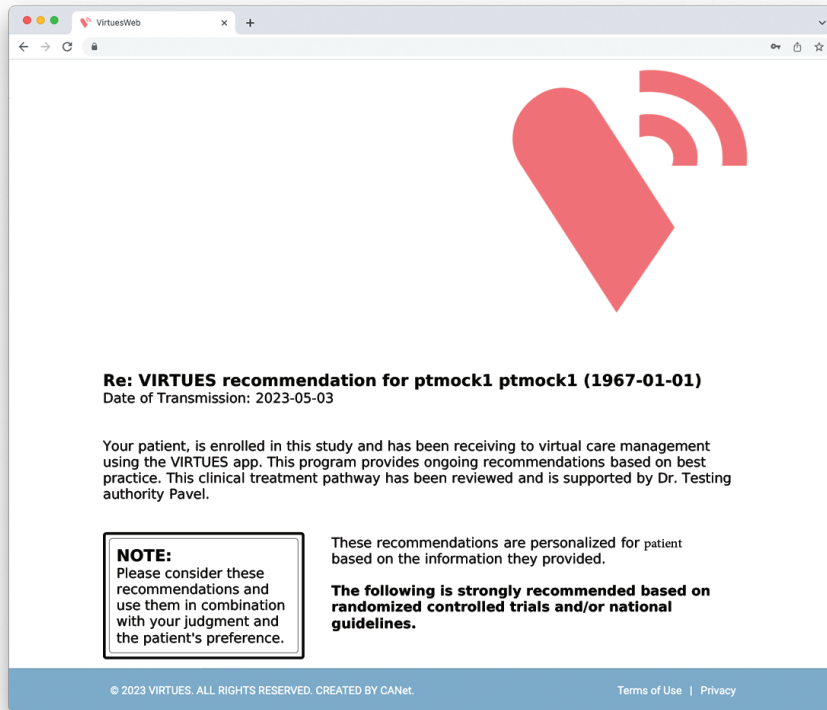 VirtuesWeb
Re: VIRTUES recommendation for ptmock1 ptmock1 (1967-01-01)
Date of Transmission: 2023-05-03
Your patient, is enrolled in this study and has been receiving to virtual care management
using the VIRTUES app. This program provides ongoing recommendations based on best
practice. This clinical treatment pathway has been reviewed and is supported by Dr. Testing
authority Pavel.
NOTE:
Please consider these
recommendations and
use them in combination
with your judgment and
the patient's preference.
These recommendations are personalized for patient
based on the information they provided.
The following is strongly recommended based on
randomized controlled trials and/or national
guidelines.
© 2023 VIRTUES. ALL RIGHTS RESERVED. CREATED BY CANet.
Terms of Use | Privacy